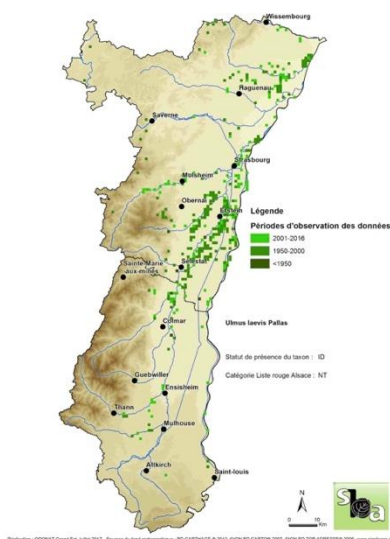 Wissembourg
Haguenau
Saverne
Strasbourg
Molsheim
Obernai
Erstein
Légende
Périodes d'observation des données
2001-2016
1950-2000
<1950
Sainte-Marie
aux-mines
Sélestat
Ulmus laevis Pallas
Colmar
Statut de présence du taxon : ID
Guebwiller
Catégorie Liste rouge Alsace : NT
Ensisheim
Thann
Mulhouse
Altkirch
Saint-louis
N
0
10
Km
sba